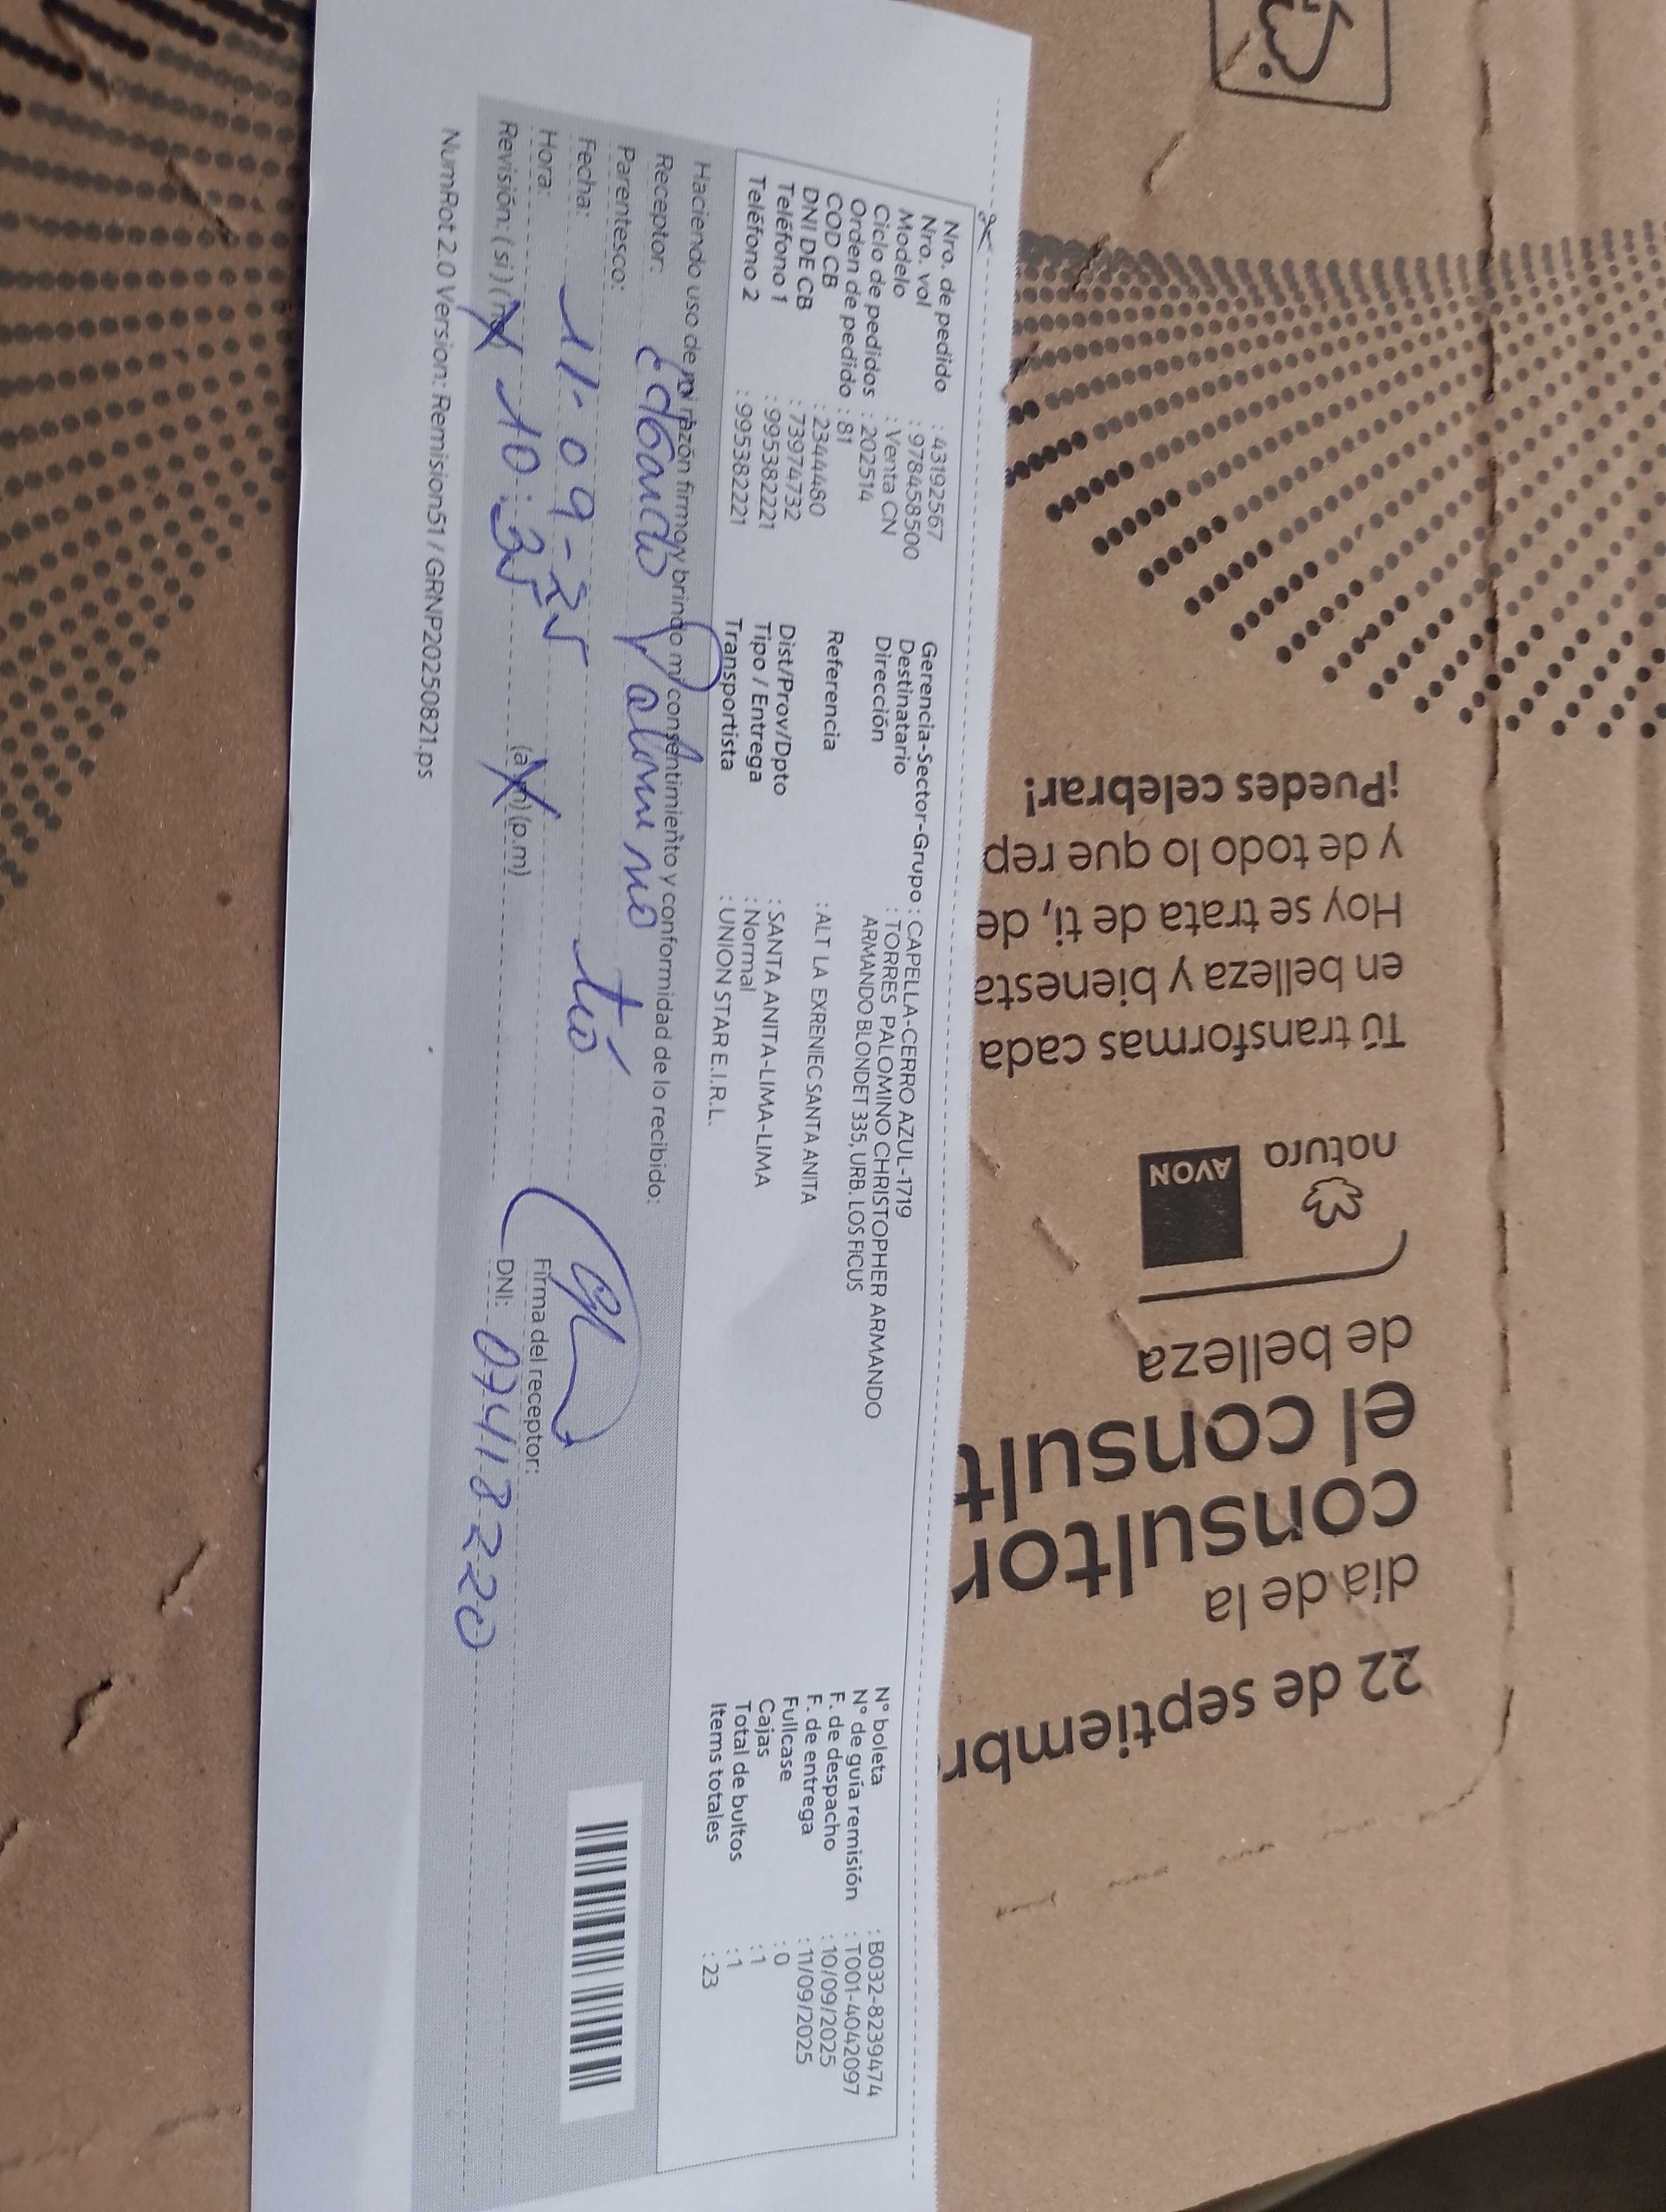 Nro. de pedido : 43192567
Nro. vol : 978458500
Modelo : Venta CN
Ciclo de pedidos : 202514
Orden de pedido : 81
COD CB : 23444480
DNI DE CB : 73974732
Teléfono 1 : 995382221
Teléfono 2 : 995382221
Gerencia-Sector-Grupo : CAPELLA-CERRO AZUL-1719
Destinatario : TORRES PALOMINO CHRISTOPHER ARMANDO
Dirección ARMANDO BLONDET 335, URB. LOS FICUS
Referencia : ALT LA EXRENIEC SANTA ANITA
Dist/Prov/Dpto : SANTA ANITA-LIMA-LIMA
Tipo / Entrega : Normal
Transportista : UNION STAR E.I.R.L.
N° boleta : B032-8239474
N° de guía remisión : T001-4042097
F. de despacho : 10/09/2025
F. de entrega : 11/09/2025
Fullcase : 0
Cajas : 1
Total de bultos : 1
Items totales : 23
Haciendo uso de mi razón firmo y brindo mi consentimiento y conformidad de lo recibido:
Receptor: Edgardo Palomino
Parentesco: tío
Fecha: 11-09-25
Hora: 10:35 (a.m) (p.m)
Revisión: (si) (no)
Firma del receptor:
DNI: 07418220
NumRot 2.0 Version: Remision51 / GRNP20250821.ps
22 de septiembr
día de la
consultor
el consult
de belleza
natura
AVON
Tú transformas cada
en belleza y bienesta
Hoy se trata de ti, de
y de todo lo que rep
¡Puedes celebrar!